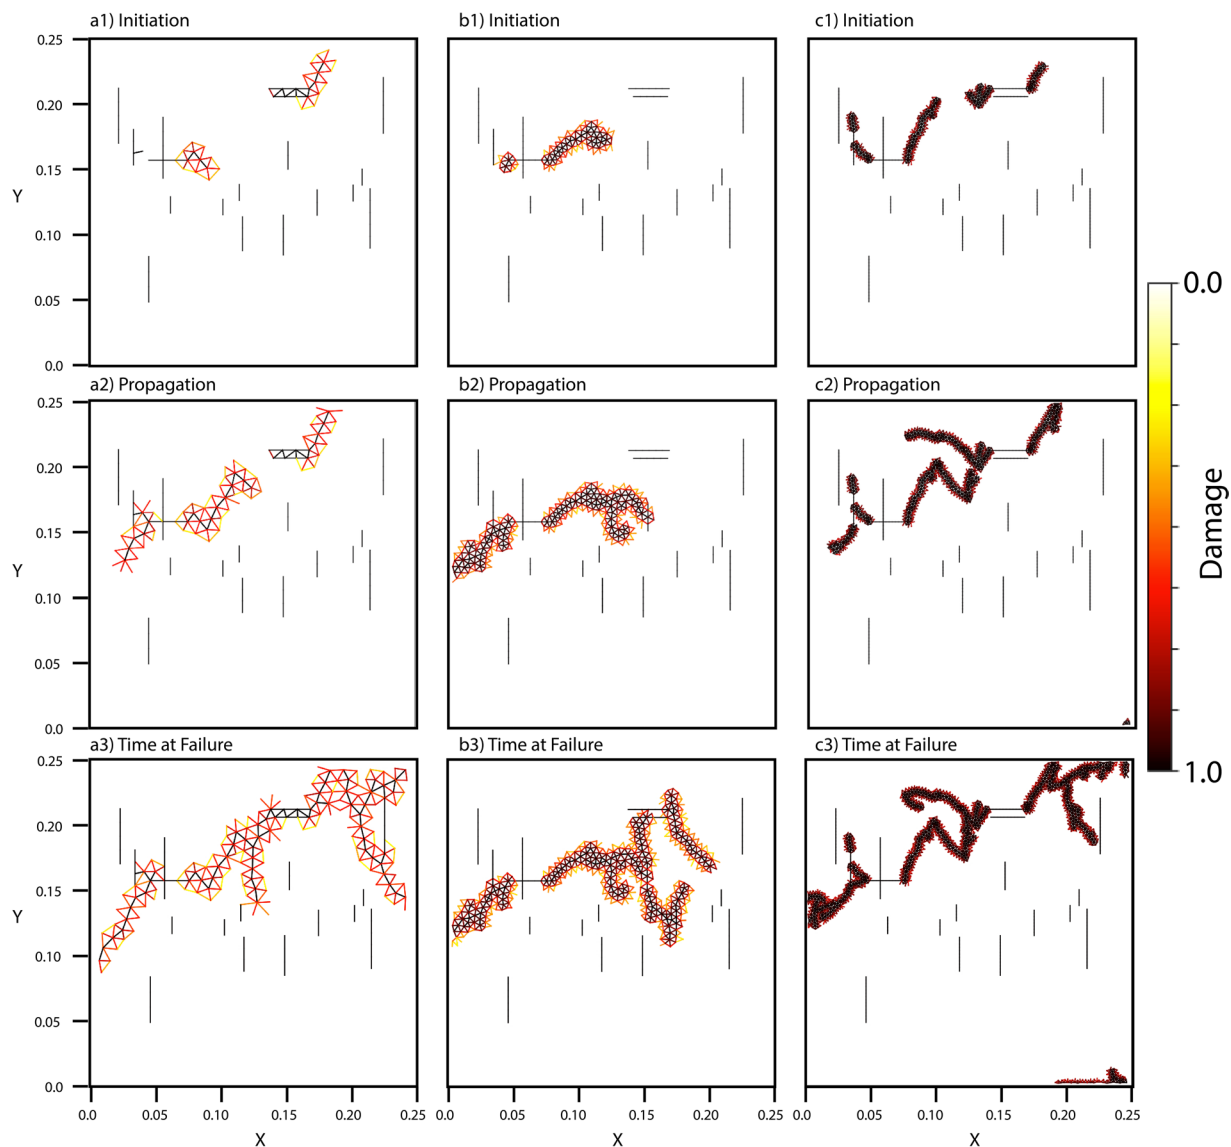 a1) Initiation
b1) Initiation
c1) Initiation
0.25
0.20
0.15
Y
0.10
0.05
0.0
0.0
Damage
1.0
a2) Propagation
b2) Propagation
c2) Propagation
0.25
0.20
0.15
Y
0.10
0.05
0.0
a3) Time at Failure
b3) Time at Failure
c3) Time at Failure
0.25
0.20
0.15
Y
0.10
0.05
0.0
0.0 0.05 0.10 0.15 0.20 0.25
0.0 0.05 0.10 0.15 0.20 0.25
0.0 0.05 0.10 0.15 0.20 0.25
X
X
X